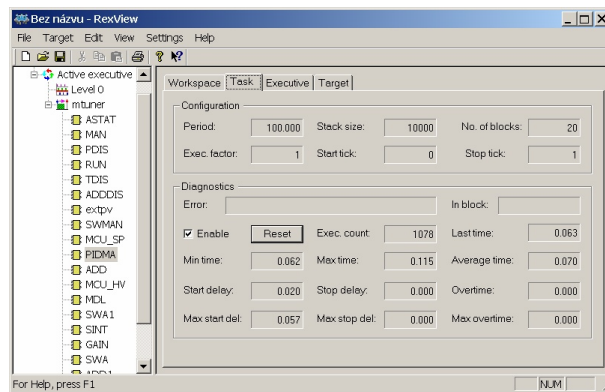 Bez názvu - RexView
File Target Edit View Settings Help
Active executive
Level 0
mtuner
ASTAT
MAN
PDIS
RUN
TDIS
ADDDIS
extpv
SWMAN
MCU_SP
PIDMA
ADD
MCU_HV
MDL
SWA1
SINT
GAIN
SWA
ADD1
Workspace Task Executive Target
Configuration
Period: 100.000 Stack size: 10000 No. of blocks: 20
Exec. factor: 1 Start tick: 0 Stop tick: 1
Diagnostics
Error: In block:
Enable Reset Exec. count: 1078 Last time: 0.063
Min time: 0.062 Max time: 0.115 Average time: 0.070
Start delay: 0.020 Stop delay: 0.000 Overtime: 0.000
Max start del: 0.057 Max stop del: 0.000 Max overtime: 0.000
For Help, press F1 NUM